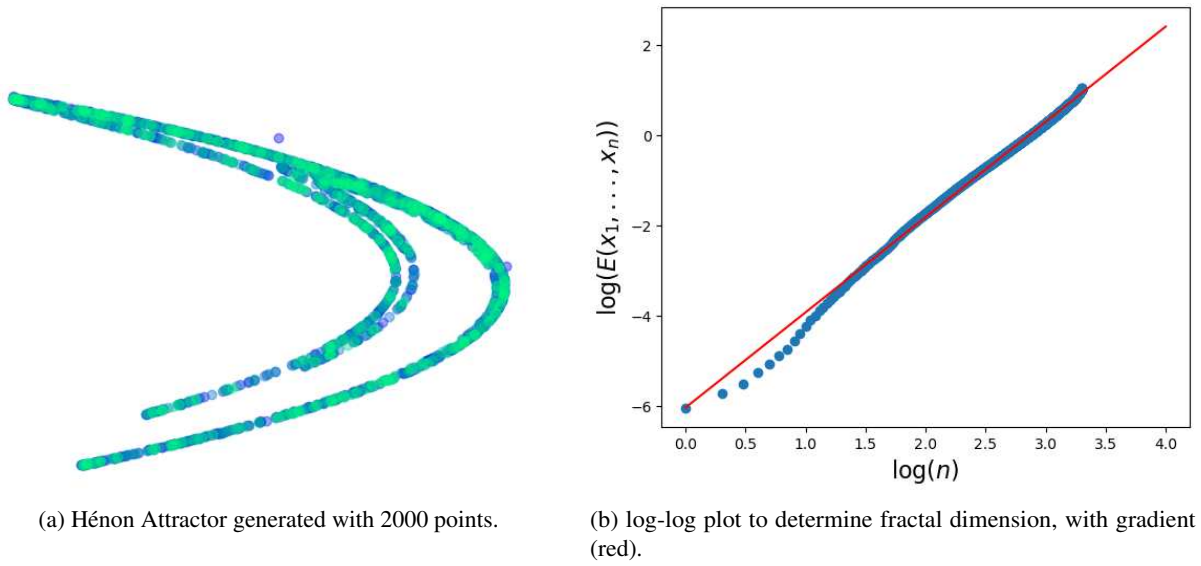 2
0
−2
−4
−6
0.0 0.5 1.0 1.5 2.0 2.5 3.0 3.5 4.0
log(n)
log(E(x₁, . . . , xₙ))
(a) Hénon Attractor generated with 2000 points.
(b) log-log plot to determine fractal dimension, with gradient
(red).